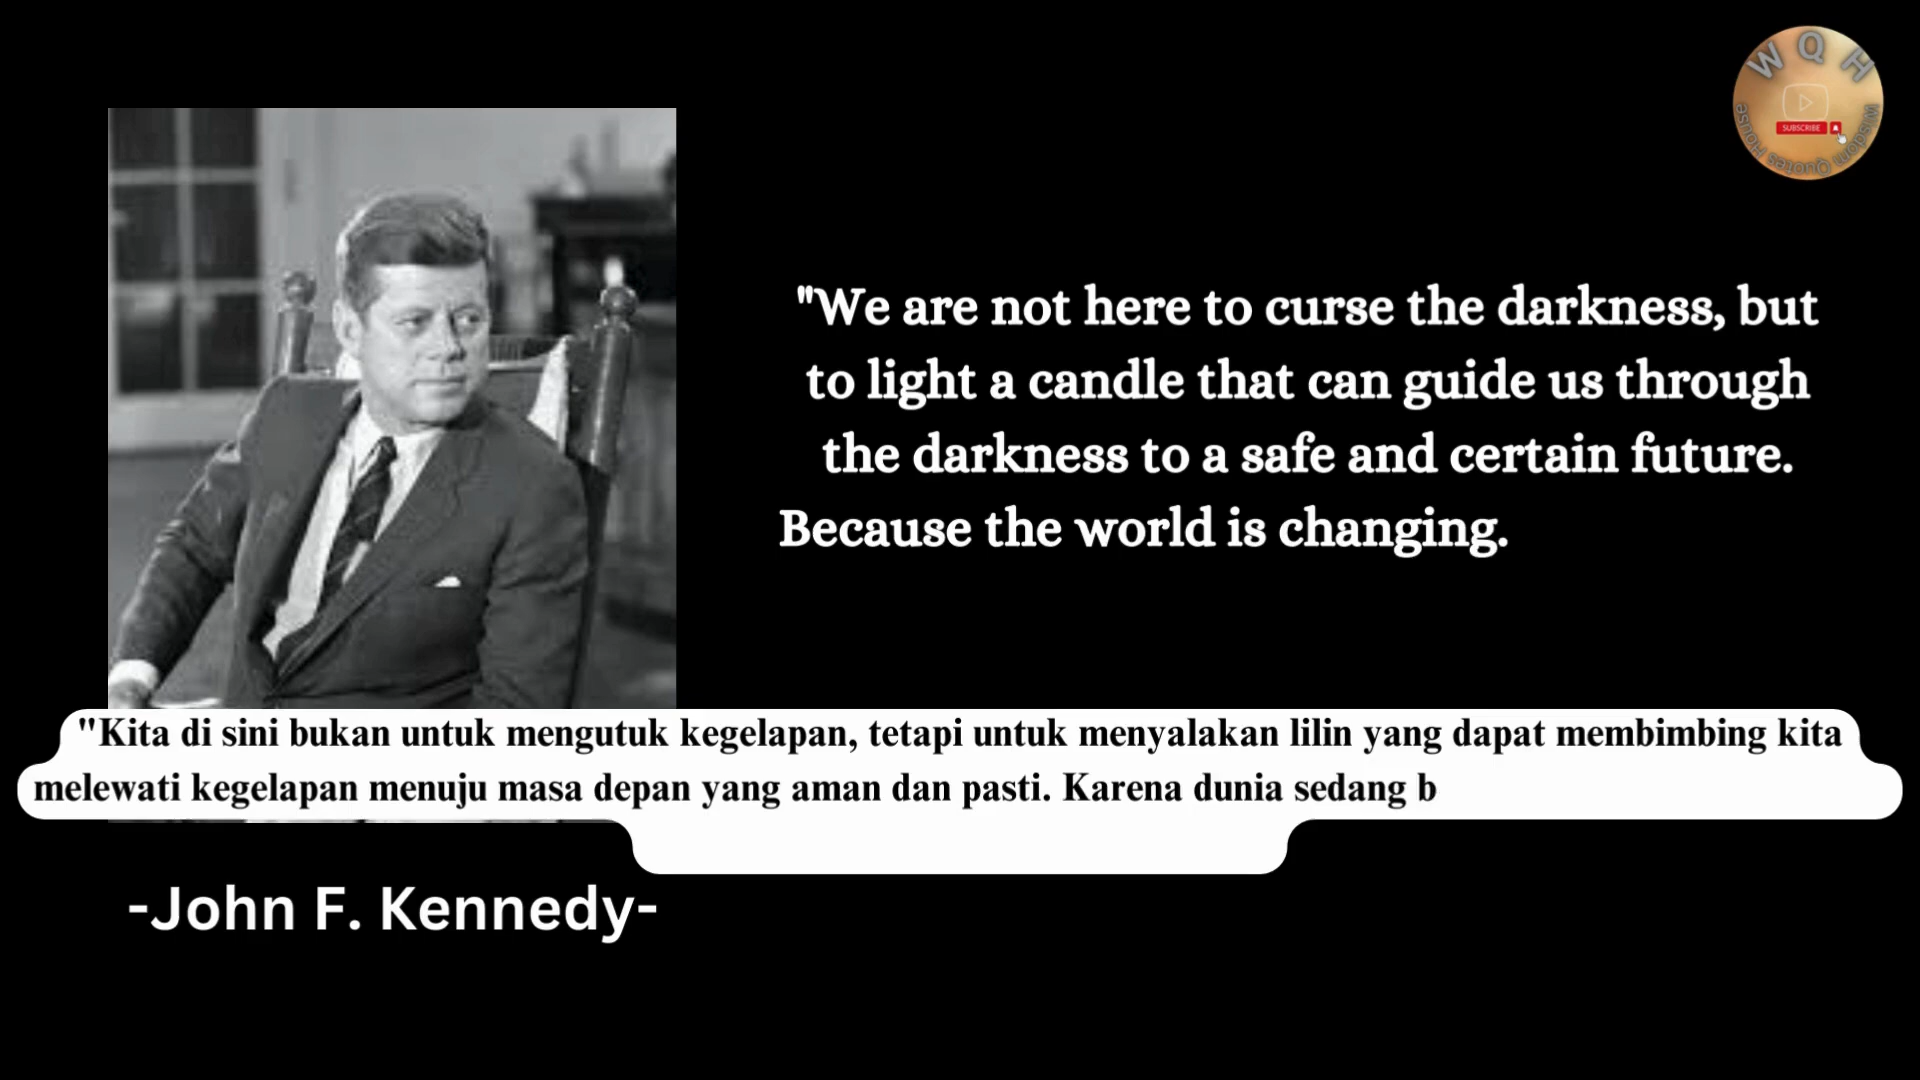 W Q H
SUBSCRIBE
Wisdom Quotes House
"We are not here to curse the darkness, but
to light a candle that can guide us through
the darkness to a safe and certain future.
Because the world is changing.
"Kita di sini bukan untuk mengutuk kegelapan, tetapi untuk menyalakan lilin yang dapat membimbing kita
melewati kegelapan menuju masa depan yang aman dan pasti. Karena dunia sedang b
-John F. Kennedy-